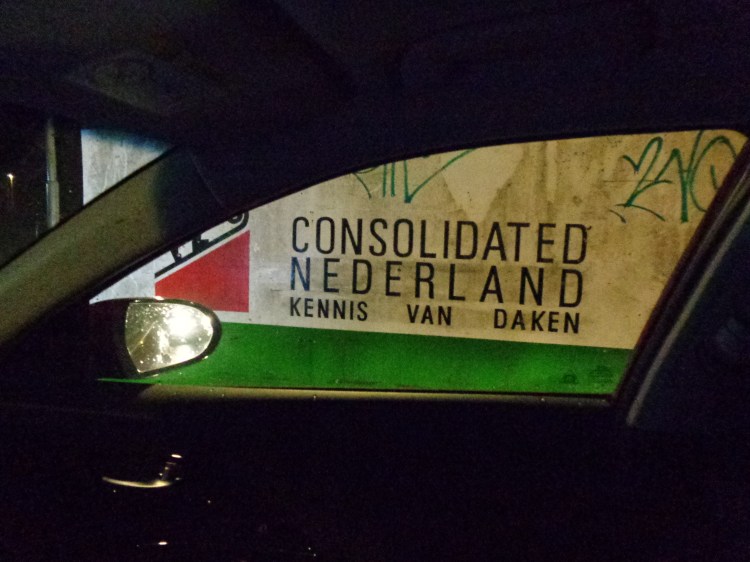 CONSOLIDATED
NEDERLAND
KENNIS VAN DAKEN